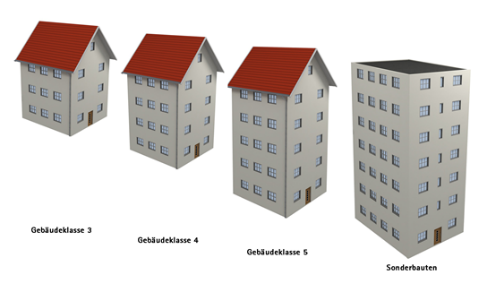 Gebäudeklasse 3
Gebäudeklasse 4
Gebäudeklasse 5
Sonderbauten